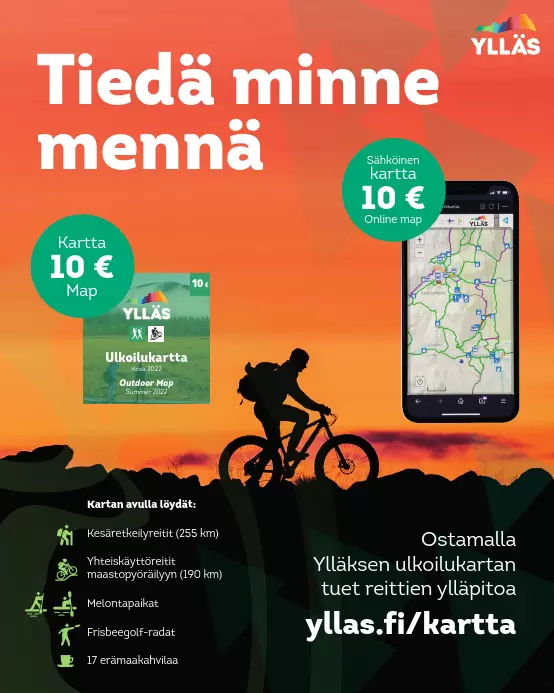 YLLÄS
Tiedä minne
mennä
Sähköinen
kartta
10 €
Online map
Kartta
10 €
Map
10 €
YLLÄS
Ulkoilukartta
Kesä 2022
Outdoor Map
Summer 2022
YLLÄS
Kartan avulla löydät:
Kesäretkeilyreitit (255 km)
Yhteiskäyttöreitit
maastopyöräilyyn (190 km)
Melontapaikat
Frisbeegolf-radat
17 erämaakahvilaa
Ostamalla
Ylläksen ulkoilukartan
tuet reittien ylläpitoa
yllas.fi/kartta